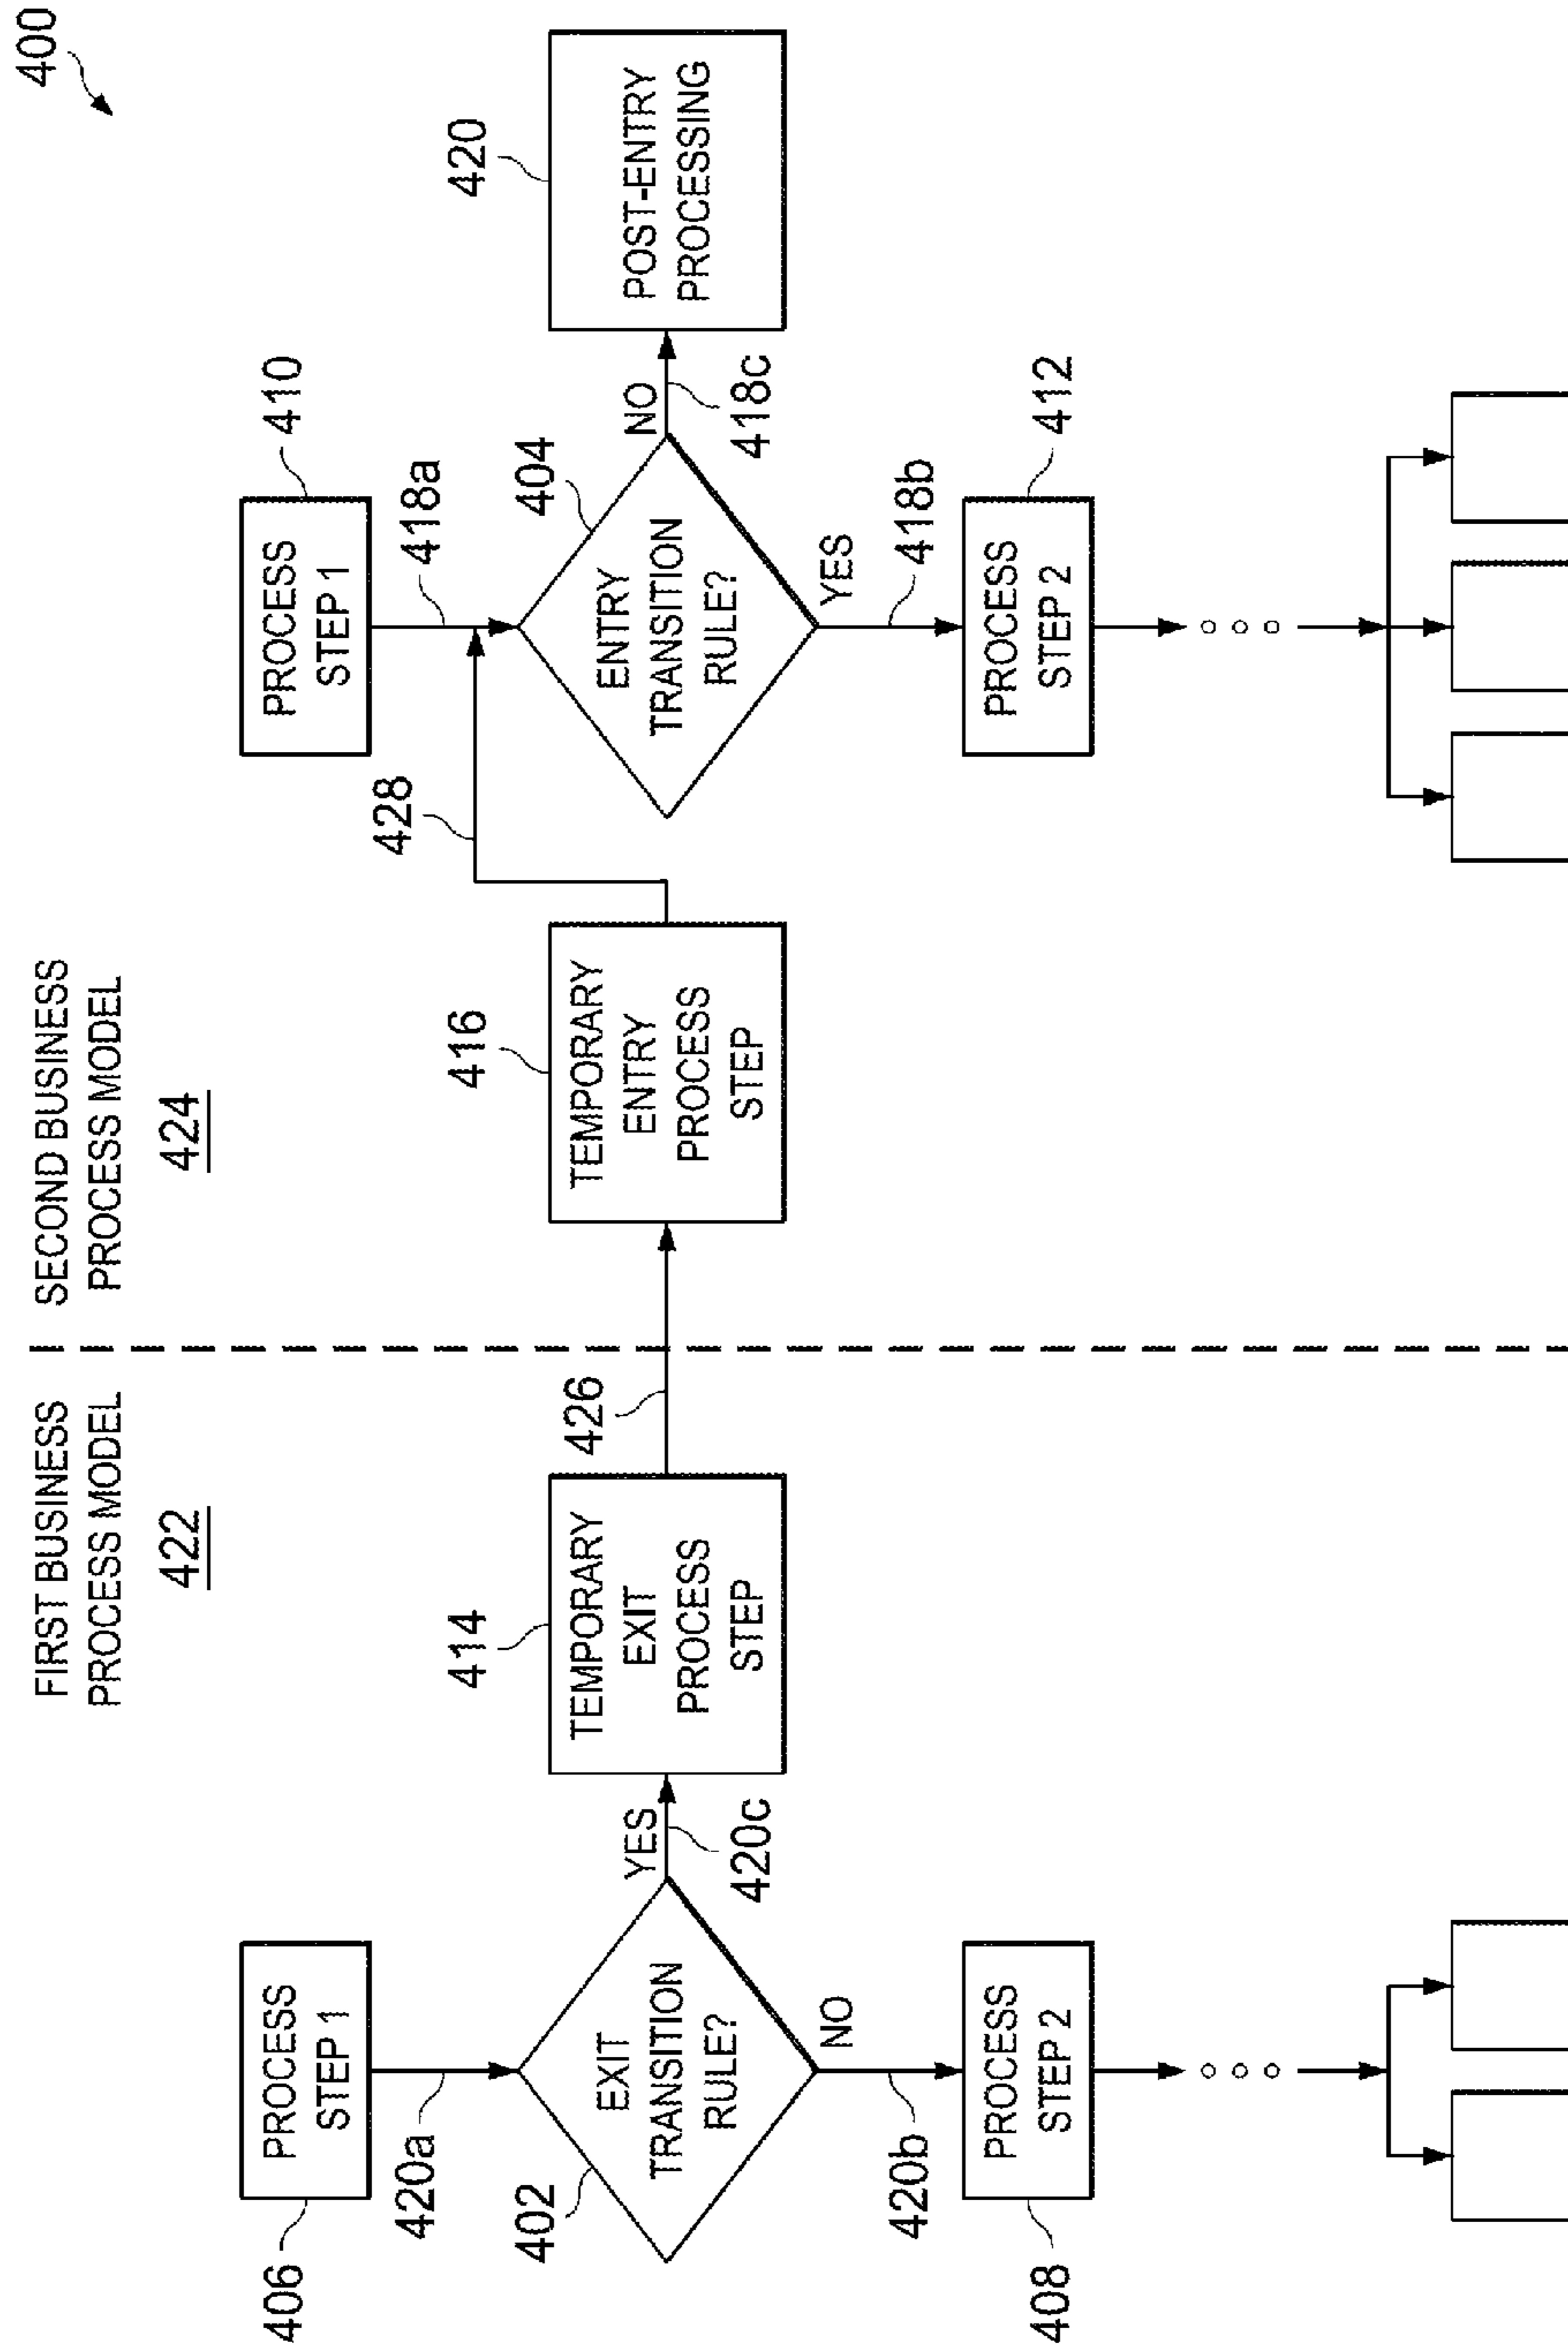 400
FIRST BUSINESS
PROCESS MODEL
422
SECOND BUSINESS
PROCESS MODEL
424
406
PROCESS
STEP 1
420a
402
EXIT
TRANSITION
RULE?
YES
420c
NO
420b
408
PROCESS
STEP 2
414
TEMPORARY
EXIT
PROCESS
STEP
426
416
TEMPORARY
ENTRY
PROCESS
STEP
428
PROCESS
STEP 1
410
418a
404
ENTRY
TRANSITION
RULE?
NO
418c
YES
418b
PROCESS
STEP 2
412
420
POST-ENTRY
PROCESSING